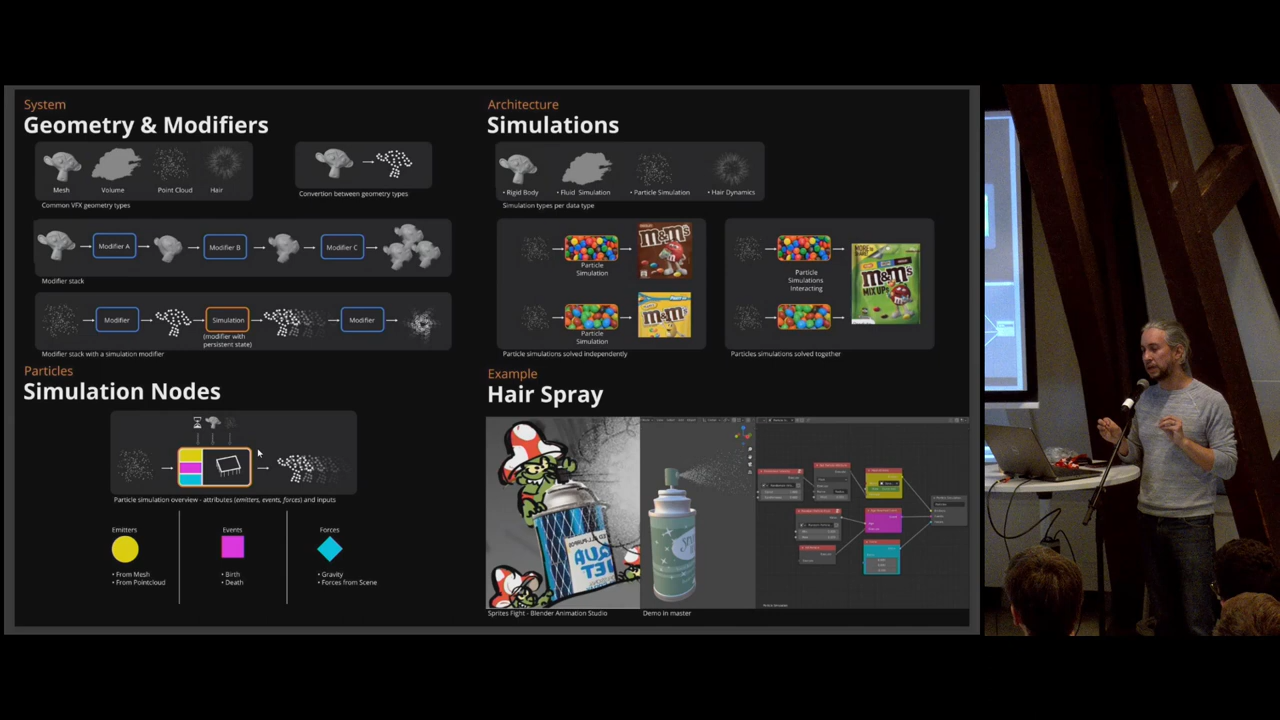 System
Geometry & Modifiers
Mesh
Volume
Point Cloud
Hair
Common VFX geometry types
Convertion between geometry types
Modifier A
Modifier B
Modifier C
Modifier stack
Modifier
Simulation
Modifier
(modifier with
persistent state)
Modifier stack with a simulation modifier
Particles
Simulation Nodes
Particle simulation overview - attributes (emitters, events, forces) and inputs
Emitters
• From Mesh
• From Pointcloud
Events
• Birth
• Death
Forces
• Gravity
• Forces from Scene
Architecture
Simulations
• Rigid Body
• Fluid Simulation
• Particle Simulation
• Hair Dynamics
Simulation types per data type
Particle
Simulation
m&m's
Particle
Simulation
m&m's
Particle simulations solved independently
Particle
Simulations
Interacting
m&m's
MIX UPS
Particles simulations solved together
Example
Hair Spray
Sprites Fight - Blender Animation Studio
Demo in master